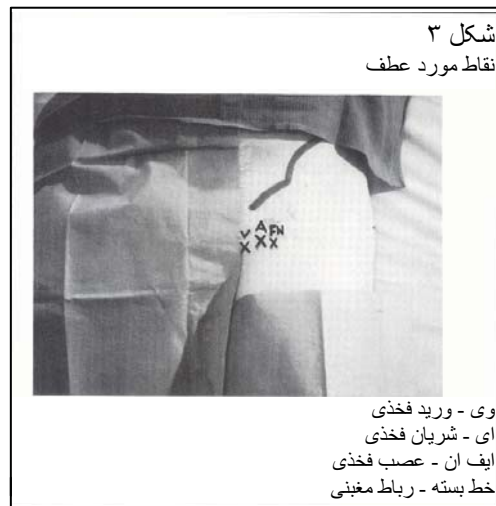 شکل ۳
نقاط مورد عطف
V A FN
X X X
وی - ورید فخذی
ای - شریان فخذی
ایف ان - عصب فخذی
خط بسته - رباط مغبنی